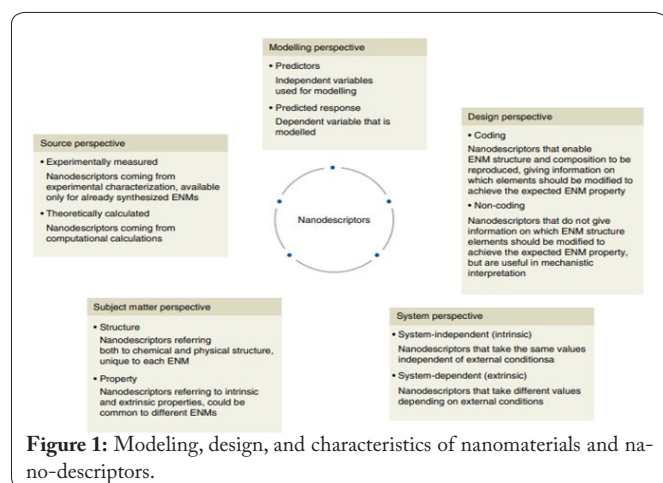 Modelling perspective
• Predictors
Independent variables
used for modelling
• Predicted response
Dependent variable that is
modelled
Design perspective
• Coding
Nanodescriptors that enable
ENM structure and composition to be
reproduced, giving information on
which elements should be modified to
achieve the expected ENM property
• Non-coding
Nanodescriptors that do not give
information on which ENM structure
elements should be modified to
achieve the expected ENM property,
but are useful in mechanistic
interpretation
Source perspective
• Experimentally measured
Nanodescriptors coming from
experimental characterization, available
only for already synthesized ENMs
• Theoretically calculated
Nanodescriptors coming from
computational calculations
Nanodescriptors
Subject matter perspective
• Structure
Nanodescriptors referring
both to chemical and physical structure,
unique to each ENM
• Property
Nanodescriptors referring to intrinsic
and extrinsic properties, could be
common to different ENMs
System perspective
• System-independent (intrinsic)
Nanodescriptors that take the same values
independent of external conditionsa
• System-dependent (extrinsic)
Nanodescriptors that take different values
depending on external conditions
Figure 1: Modeling, design, and characteristics of nanomaterials and na-
no-descriptors.